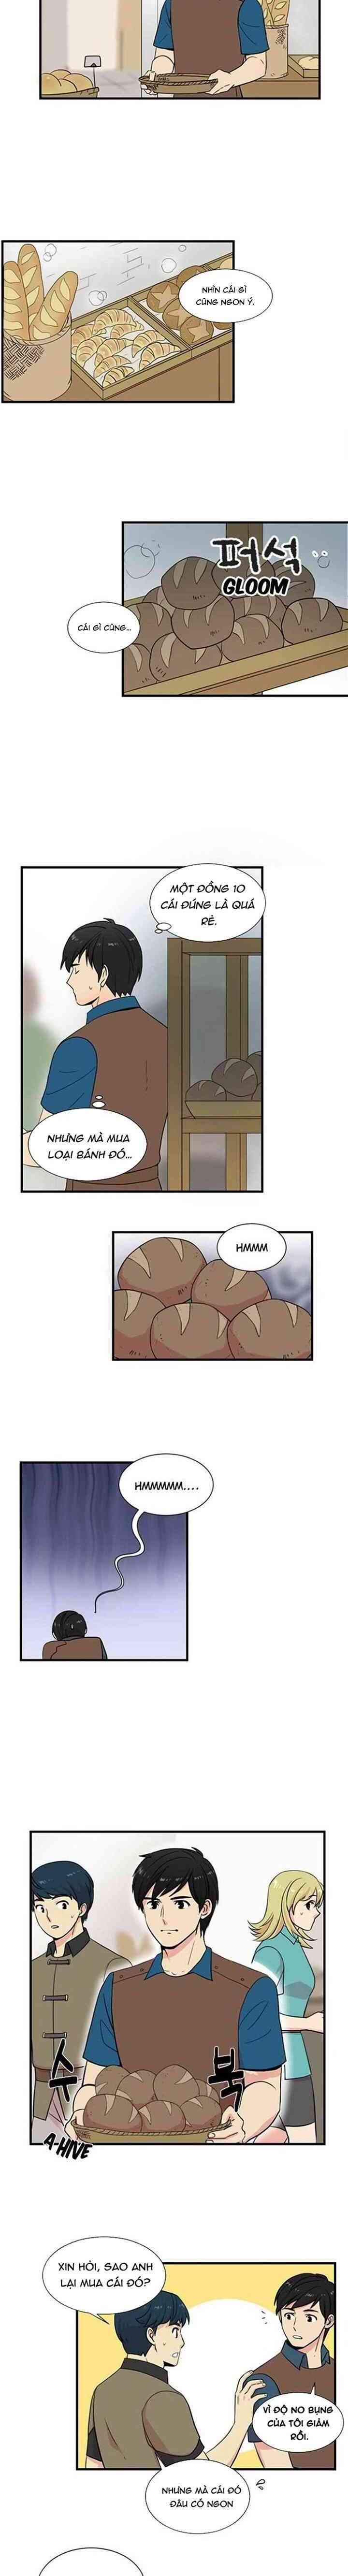 NHÌN CÁI GÌ
CŨNG NGON Ý.
퍼석
GLOOM
CÁI GÌ CŨNG...
MỘT ĐỒNG 10
CÁI ĐÚNG LÀ QUÁ
RẺ.
NHƯNG MÀ MUA
LOẠI BÁNH ĐÓ...
HMMM
HMMMMM....
수
북
A-HIVE
XIN HỎI, SAO ANH
LẠI MUA CÁI ĐÓ?
VÌ ĐỘ NO BỤNG
CỦA TÔI GIẢM
RỒI.
NHƯNG MÀ CÁI ĐÓ
ĐÂU CÓ NGON